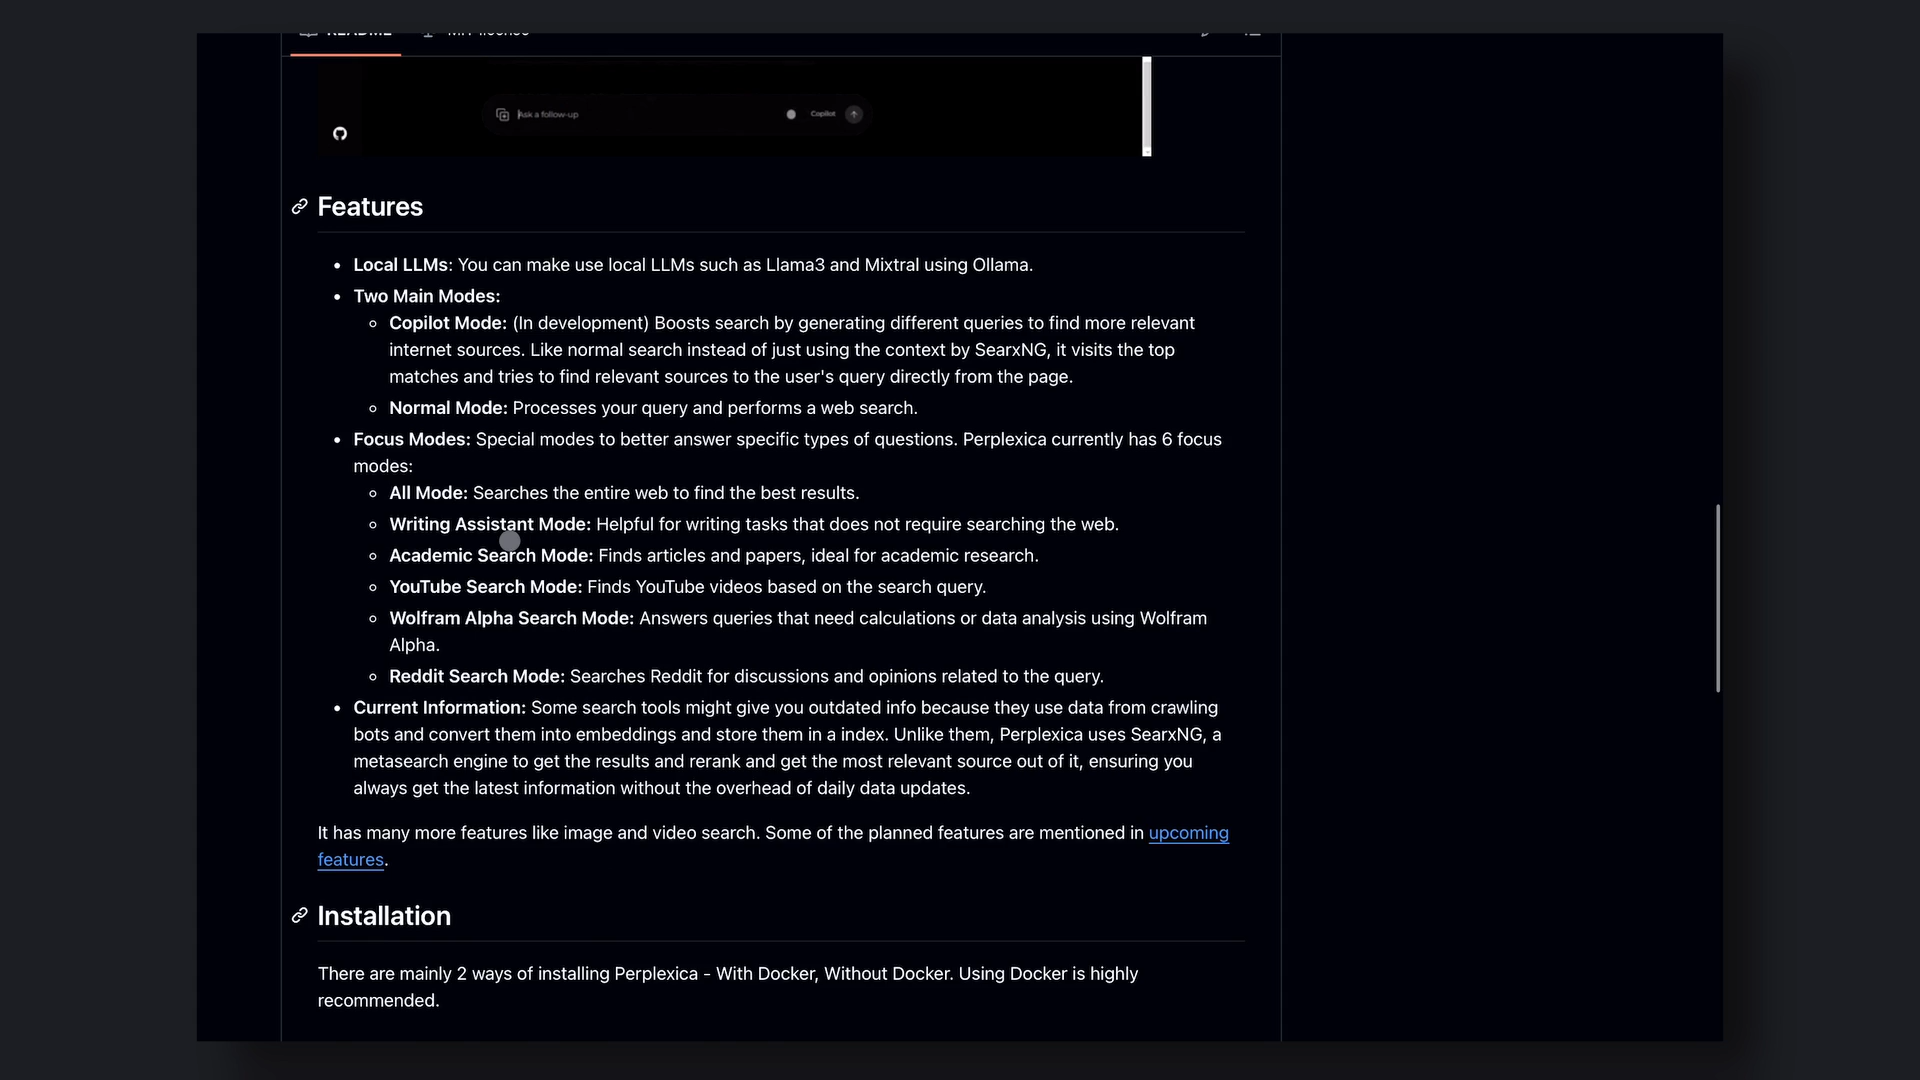 Ask a follow-up
Copilot
Features
Local LLMs: You can make use local LLMs such as Llama3 and Mixtral using Ollama.
Two Main Modes:
Copilot Mode: (In development) Boosts search by generating different queries to find more relevant
internet sources. Like normal search instead of just using the context by SearxNG, it visits the top
matches and tries to find relevant sources to the user's query directly from the page.
Normal Mode: Processes your query and performs a web search.
Focus Modes: Special modes to better answer specific types of questions. Perplexica currently has 6 focus
modes:
All Mode: Searches the entire web to find the best results.
Writing Assistant Mode: Helpful for writing tasks that does not require searching the web.
Academic Search Mode: Finds articles and papers, ideal for academic research.
YouTube Search Mode: Finds YouTube videos based on the search query.
Wolfram Alpha Search Mode: Answers queries that need calculations or data analysis using Wolfram
Alpha.
Reddit Search Mode: Searches Reddit for discussions and opinions related to the query.
Current Information: Some search tools might give you outdated info because they use data from crawling
bots and convert them into embeddings and store them in a index. Unlike them, Perplexica uses SearxNG, a
metasearch engine to get the results and rerank and get the most relevant source out of it, ensuring you
always get the latest information without the overhead of daily data updates.
It has many more features like image and video search. Some of the planned features are mentioned in upcoming
features.
Installation
There are mainly 2 ways of installing Perplexica - With Docker, Without Docker. Using Docker is highly
recommended.